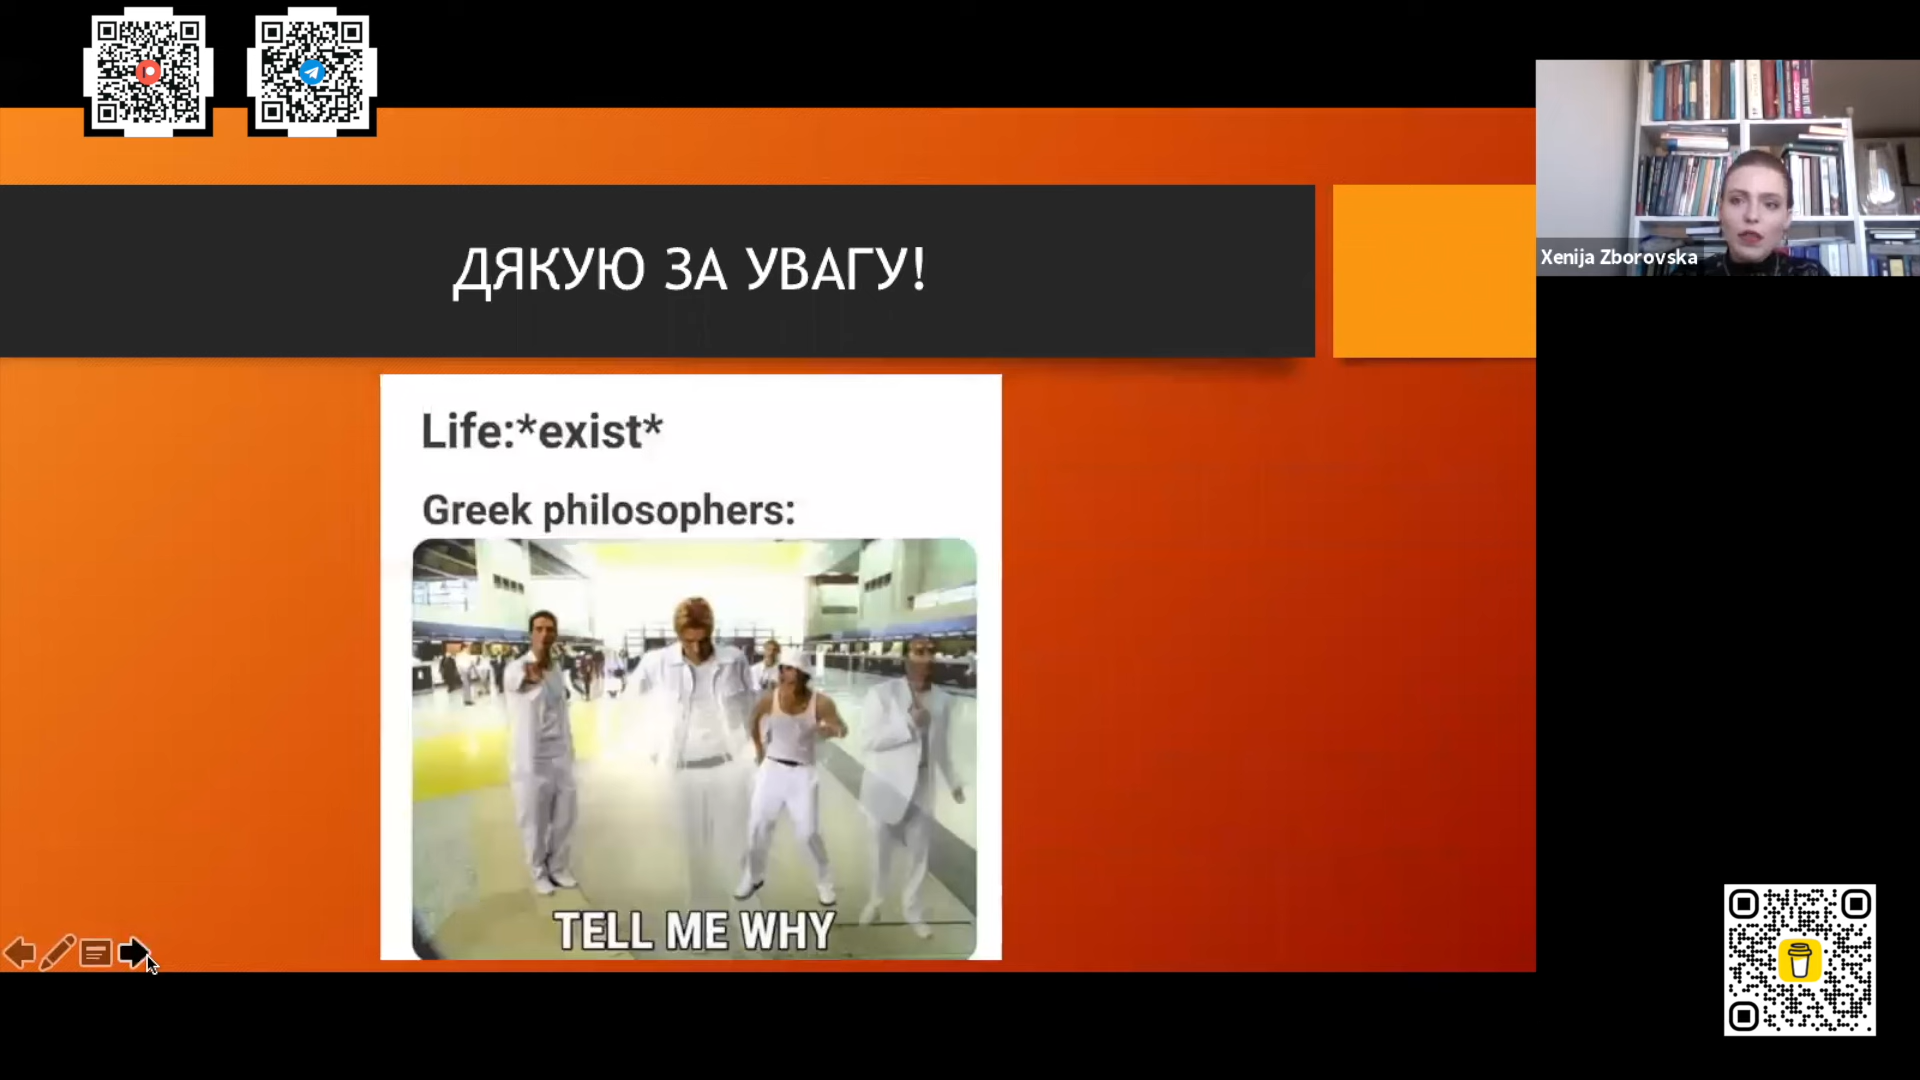 ДЯКУЮ ЗА УВАГУ!
Xenija Zborovska
Life:*exist*
Greek philosophers:
TELL ME WHY